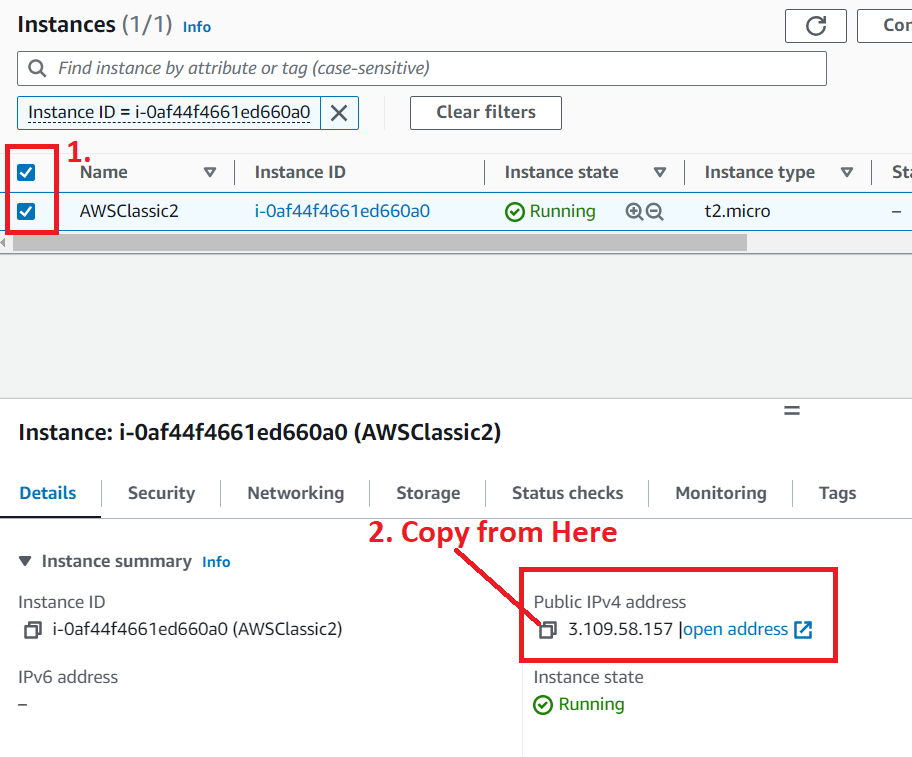 Instances (1/1) Info
Con
Find instance by attribute or tag (case-sensitive)
Instance ID = i-0af44f4661ed660a0
Clear filters
1.
Name Instance ID Instance state Instance type Sta
AWSClassic2 i-0af44f4661ed660a0 Running t2.micro –
Instance: i-0af44f4661ed660a0 (AWSClassic2)
Details Security Networking Storage Status checks Monitoring Tags
2. Copy from Here
Instance summary Info
Instance ID
i-0af44f4661ed660a0 (AWSClassic2)
Public IPv4 address
3.109.58.157 |open address
IPv6 address
–
Instance state
Running